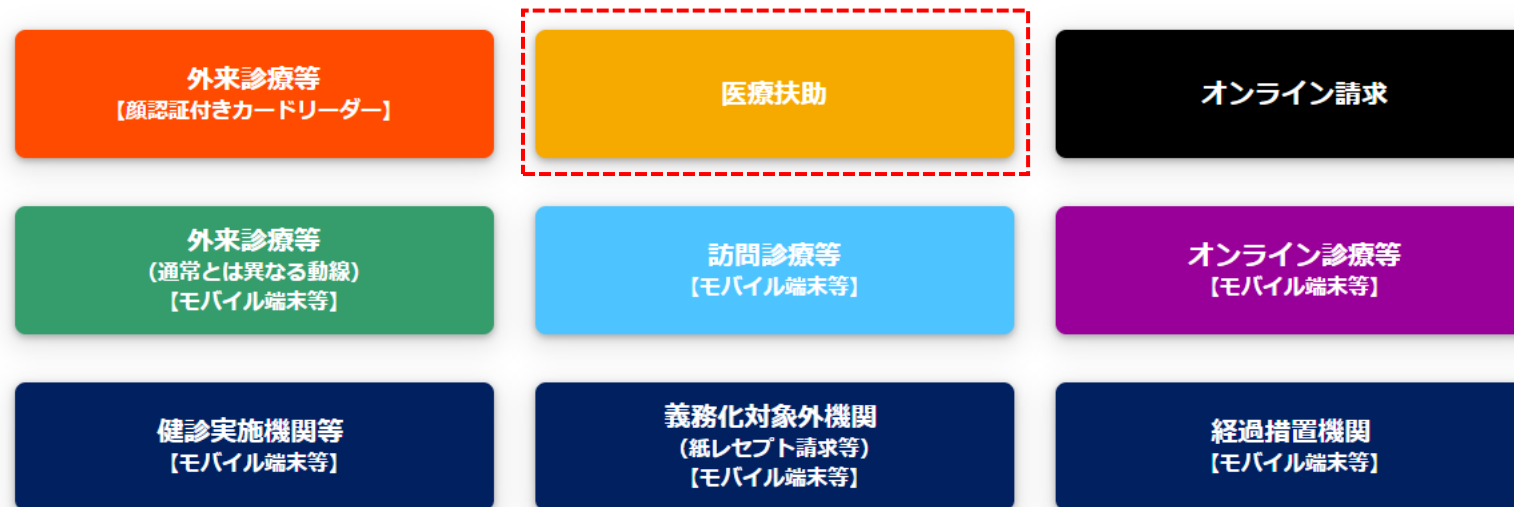 外来診療等
【顔認証付きカードリーダー】
医療扶助
オンライン請求
外来診療等
(通常とは異なる動線)
【モバイル端末等】
訪問診療等
【モバイル端末等】
オンライン診療等
【モバイル端末等】
健診実施機関等
【モバイル端末等】
義務化対象外機関
(紙レセプト請求等)
【モバイル端末等】
経過措置機関
【モバイル端末等】